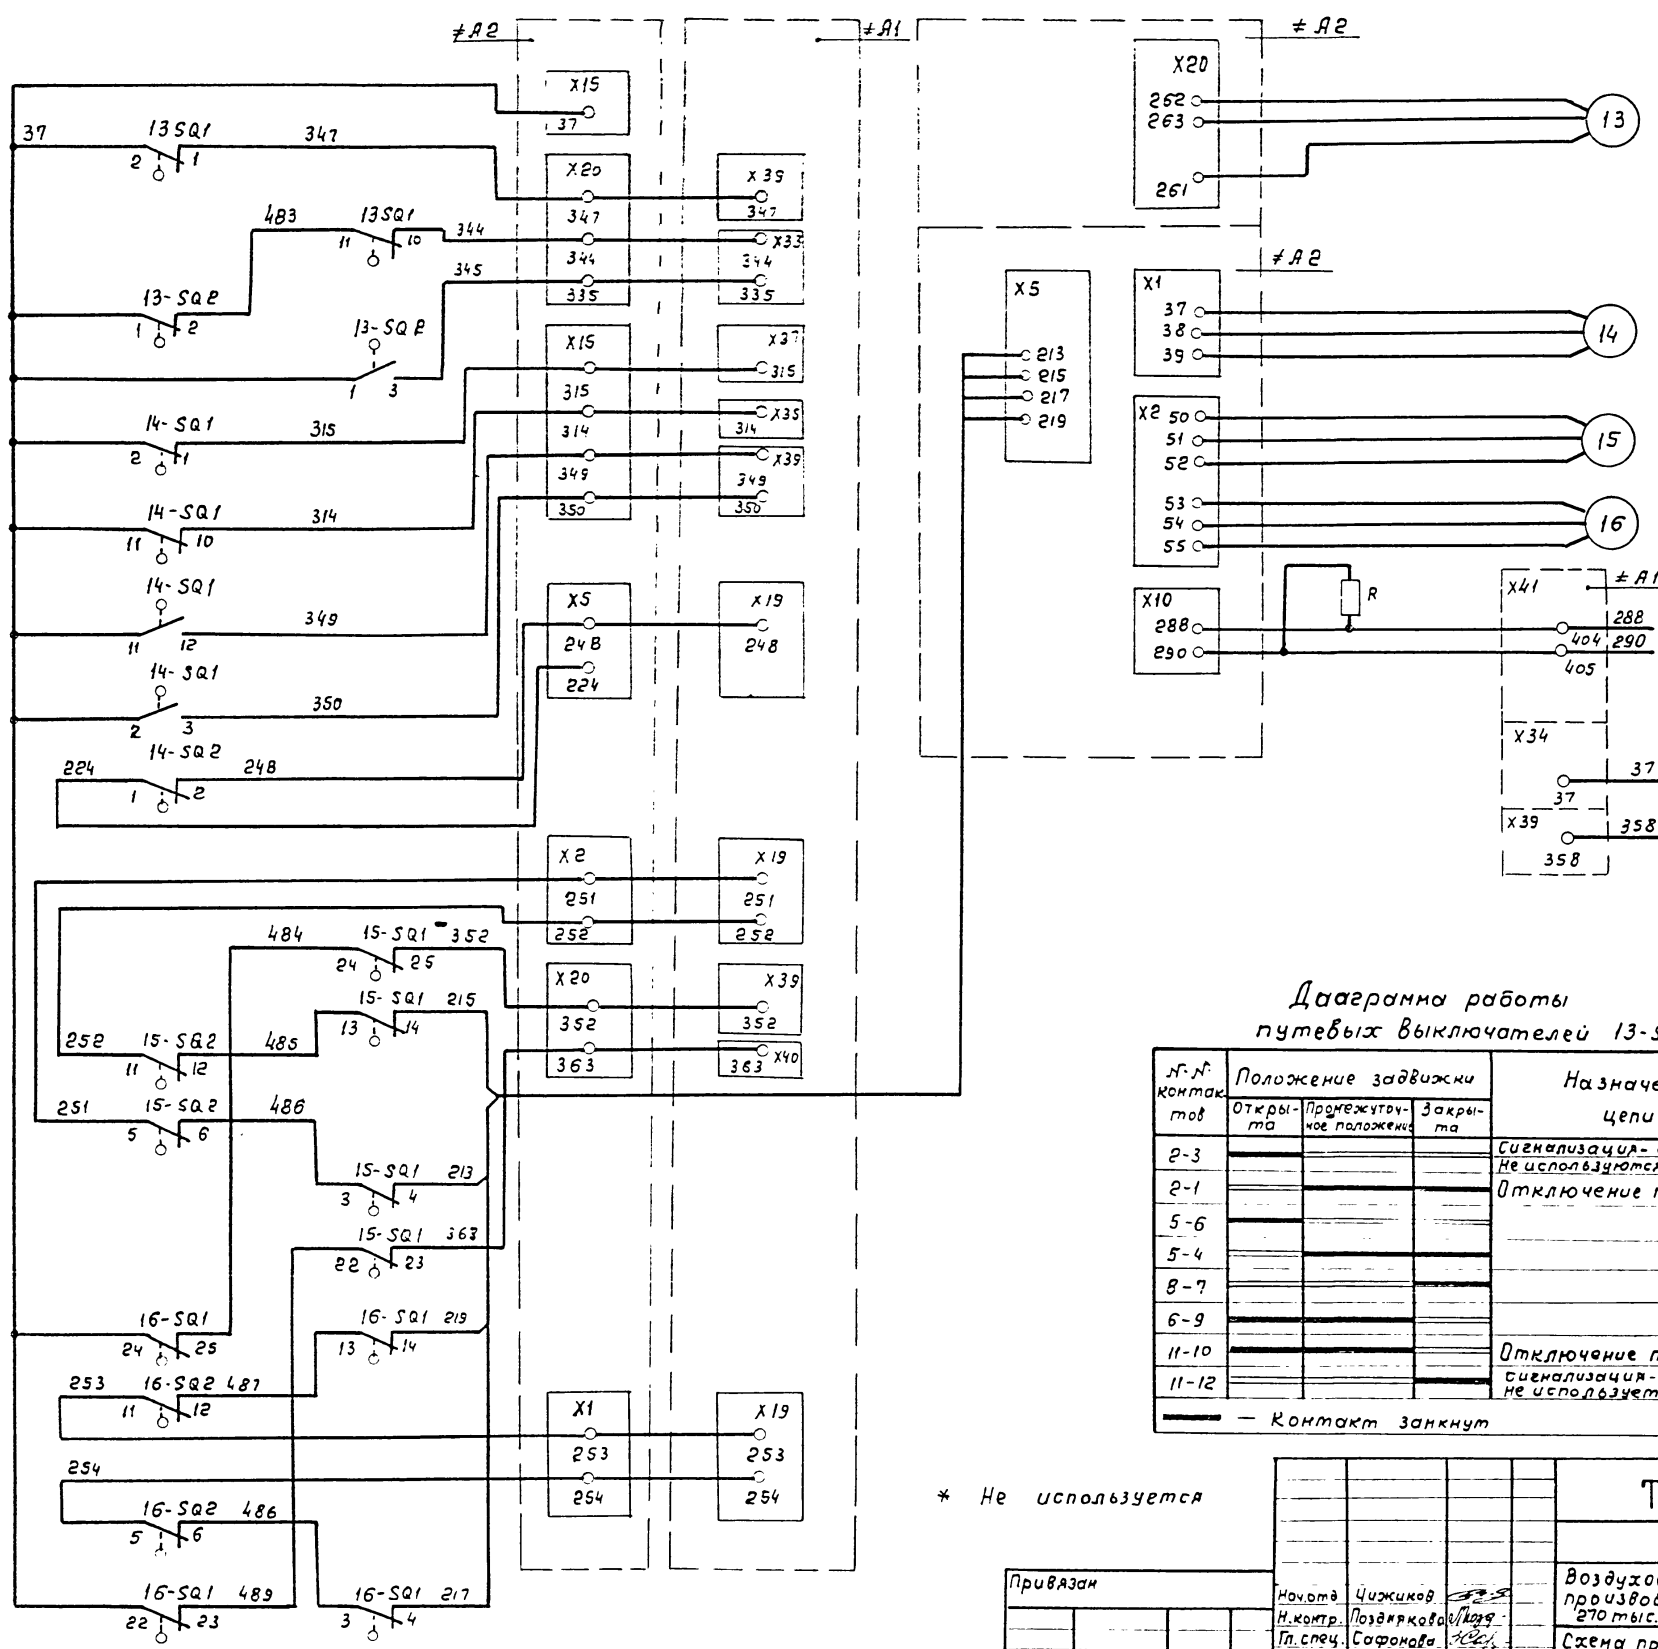 ≠A2
≠A1
≠A2
X15
37
X20
262
263
261
13
37
13SQ1
347
2
1
X20
347
344
335
X39
347
X33
344
335
483
13SQ1
344
11
10
345
≠A2
13-SQ2
1
2
13-SQ2
1
3
X5
213
215
217
219
X1
37
38
39
14
X15
315
314
349
350
X37
315
X35
314
X39
349
350
14-SQ1
315
2
1
X2
50
51
52
53
54
55
15
16
14-SQ1
314
11
10
14-SQ1
349
11
12
X5
248
224
X19
248
X10
288
290
R
X41
≠A1
404
288
405
290
14-SQ1
350
2
3
X34
37
37
14-SQ2
224
248
1
2
X39
358
358
X2
251
252
X19
251
252
484
15-SQ1
352
24
25
X20
352
363
X39
352
X40
363
15-SQ1
215
13
14
252
15-SQ2
485
11
12
251
15-SQ2
486
5
6
15-SQ1
213
3
4
15-SQ1
363
22
23
16-SQ1
24
25
16-SQ1
219
13
14
253
16-SQ2
487
11
12
X1
253
254
X19
253
254
254
16-SQ2
486
5
6
16-SQ1
489
22
23
16-SQ1
217
3
4
Дааграмма работы
путевых выключателей 13-S
№№ контактов
Положение задвижки
Назначе
цепи
Откры-
та
Промежуточ-
ное положение
Закры-
та
2-3
Сигнализация-
Не используются
2-1
Отключение п
5-6
5-4
8-7
6-9
11-10
Отключение п
11-12
Сигнализация-
не использует
— Контакт замкнут
* Не используется
Привязан
Нач.отд Чижиков
Н.контр. Позднякова
Гл. спец. Сафонова
Т
Воздухо
производ
270 тыс.
Схема пр